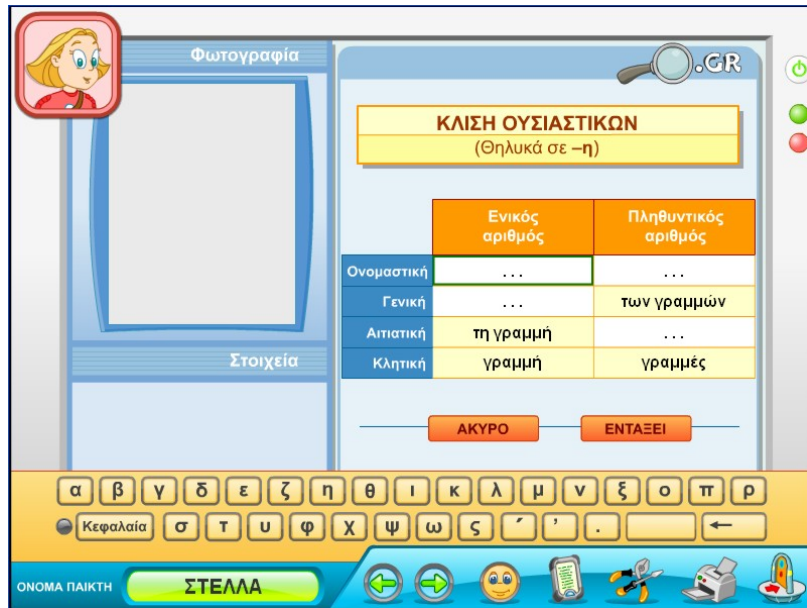 Φωτογραφία
.GR
ΚΛΙΣΗ ΟΥΣΙΑΣΤΙΚΩΝ
(Θηλυκά σε –η)
Ενικός αριθμός
Πληθυντικός αριθμός
Ονομαστική ... ...
Γενική ... των γραμμών
Αιτιατική τη γραμμή ...
Κλητική γραμμή γραμμές
Στοιχεία
ΑΚΥΡΟ ΕΝΤΑΞΕΙ
α β γ δ ε ζ η θ ι κ λ μ ν ξ ο π ρ
Κεφαλαία σ τ υ φ χ ψ ω ς ΄ ’ . ←
ΟΝΟΜΑ ΠΑΙΚΤΗ ΣΤΕΛΛΑ